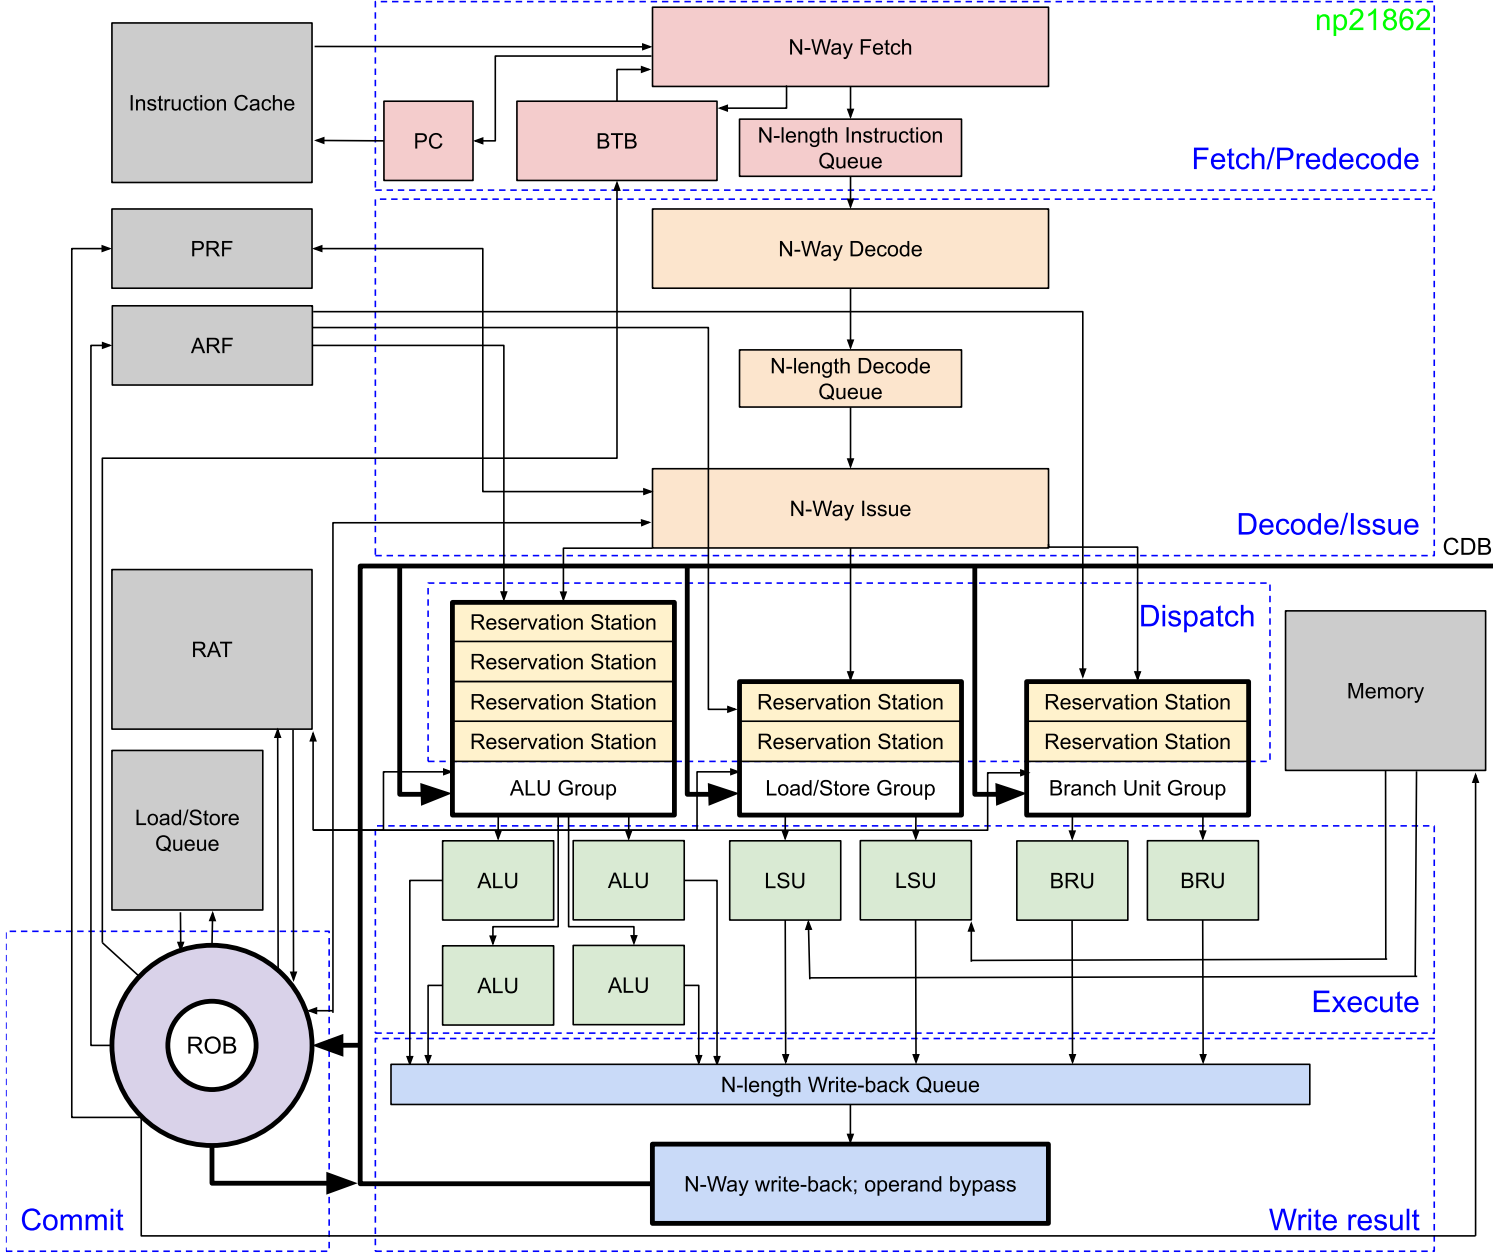 np21862
N-Way Fetch
Instruction Cache
PC
BTB
N-length Instruction
Queue
Fetch/Predecode
PRF
N-Way Decode
ARF
N-length Decode
Queue
N-Way Issue
Decode/Issue
CDB
RAT
Reservation Station
Reservation Station
Reservation Station
Reservation Station
ALU Group
Dispatch
Reservation Station
Reservation Station
Load/Store Group
Reservation Station
Reservation Station
Branch Unit Group
Memory
Load/Store
Queue
ALU
ALU
LSU
LSU
BRU
BRU
ALU
ALU
Execute
ROB
N-length Write-back Queue
N-Way write-back; operand bypass
Commit
Write result